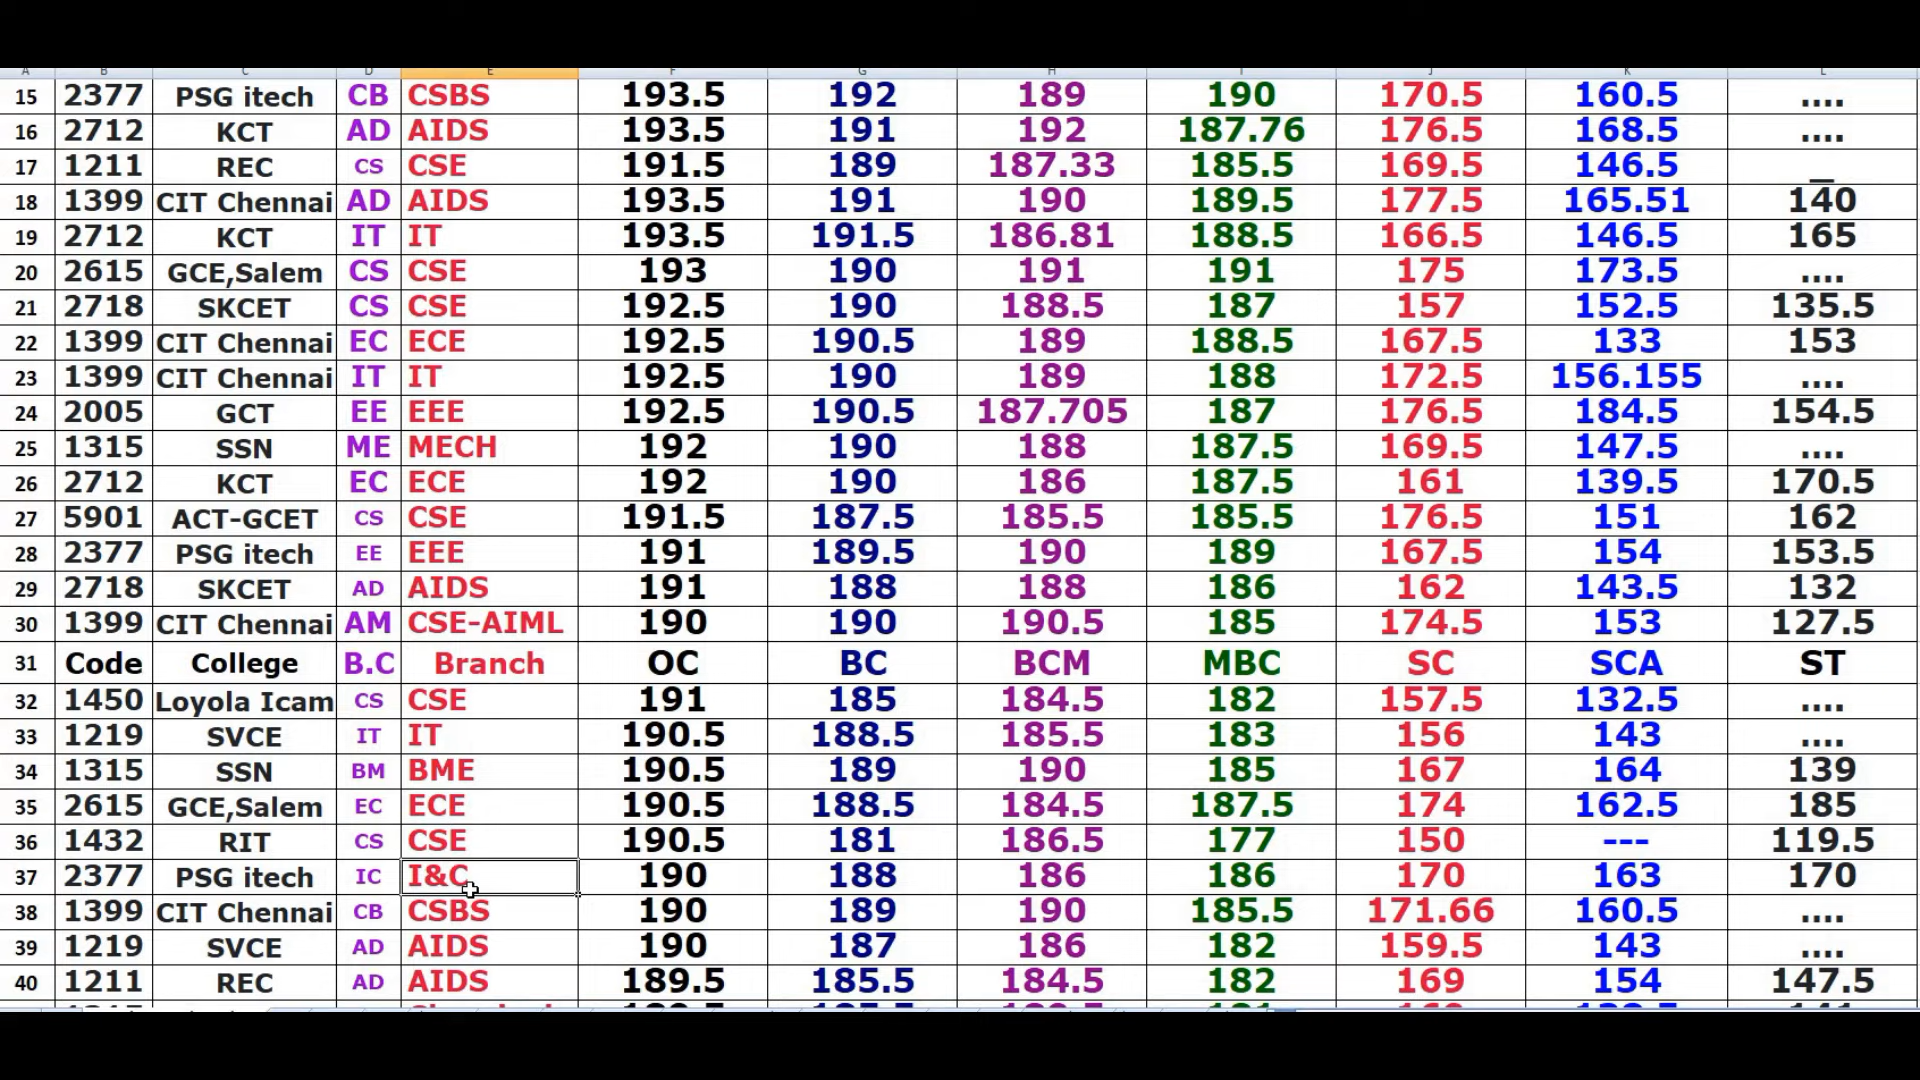 A B C D E F G H I J K L
15 2377 PSG itech CB CSBS 193.5 192 189 190 170.5 160.5 ....
16 2712 KCT AD AIDS 193.5 191 192 187.76 176.5 168.5 ....
17 1211 REC CS CSE 191.5 189 187.33 185.5 169.5 146.5 _
18 1399 CIT Chennai AD AIDS 193.5 191 190 189.5 177.5 165.51 140
19 2712 KCT IT IT 193.5 191.5 186.81 188.5 166.5 146.5 165
20 2615 GCE,Salem CS CSE 193 190 191 191 175 173.5 ....
21 2718 SKCET CS CSE 192.5 190 188.5 187 157 152.5 135.5
22 1399 CIT Chennai EC ECE 192.5 190.5 189 188.5 167.5 133 153
23 1399 CIT Chennai IT IT 192.5 190 189 188 172.5 156.155 ....
24 2005 GCT EE EEE 192.5 190.5 187.705 187 176.5 184.5 154.5
25 1315 SSN ME MECH 192 190 188 187.5 169.5 147.5 ....
26 2712 KCT EC ECE 192 190 186 187.5 161 139.5 170.5
27 5901 ACT-GCET CS CSE 191.5 187.5 185.5 185.5 176.5 151 162
28 2377 PSG itech EE EEE 191 189.5 190 189 167.5 154 153.5
29 2718 SKCET AD AIDS 191 188 188 186 162 143.5 132
30 1399 CIT Chennai AM CSE-AIML 190 190 190.5 185 174.5 153 127.5
31 Code College B.C Branch OC BC BCM MBC SC SCA ST
32 1450 Loyola Icam CS CSE 191 185 184.5 182 157.5 132.5 ....
33 1219 SVCE IT IT 190.5 188.5 185.5 183 156 143 ....
34 1315 SSN BM BME 190.5 189 190 185 167 164 139
35 2615 GCE,Salem EC ECE 190.5 188.5 184.5 187.5 174 162.5 185
36 1432 RIT CS CSE 190.5 181 186.5 177 150 --- 119.5
37 2377 PSG itech IC I&C 190 188 186 186 170 163 170
38 1399 CIT Chennai CB CSBS 190 189 190 185.5 171.66 160.5 ....
39 1219 SVCE AD AIDS 190 187 186 182 159.5 143 ....
40 1211 REC AD AIDS 189.5 185.5 184.5 182 169 154 147.5